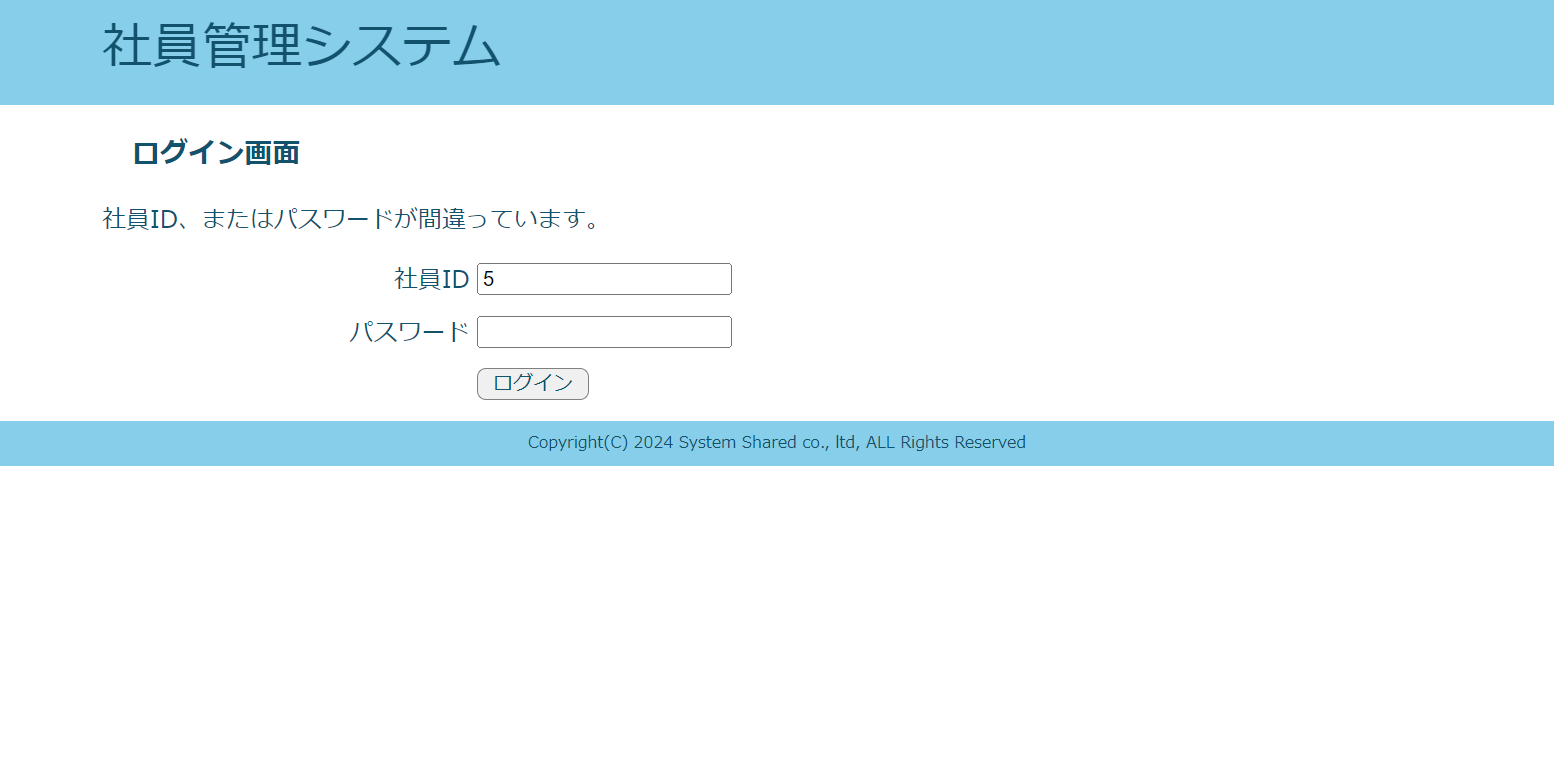 社員管理システム
ログイン画面
社員ID、またはパスワードが間違っています。
社員ID 5
パスワード
ログイン
Copyright(C) 2024 System Shared co., ltd, ALL Rights Reserved